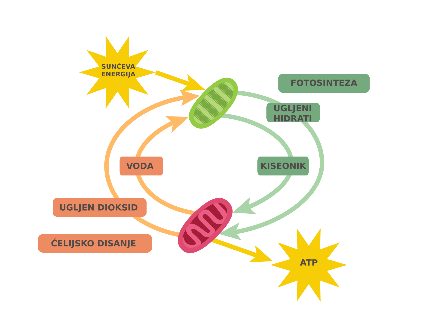 SUNČEVA
ENERGIJA
FOTOSINTEZA
UGLJENI
HIDRATI
VODA
KISEONIK
UGLJEN DIOKSID
ĆELIJSKO DISANJE
ATP